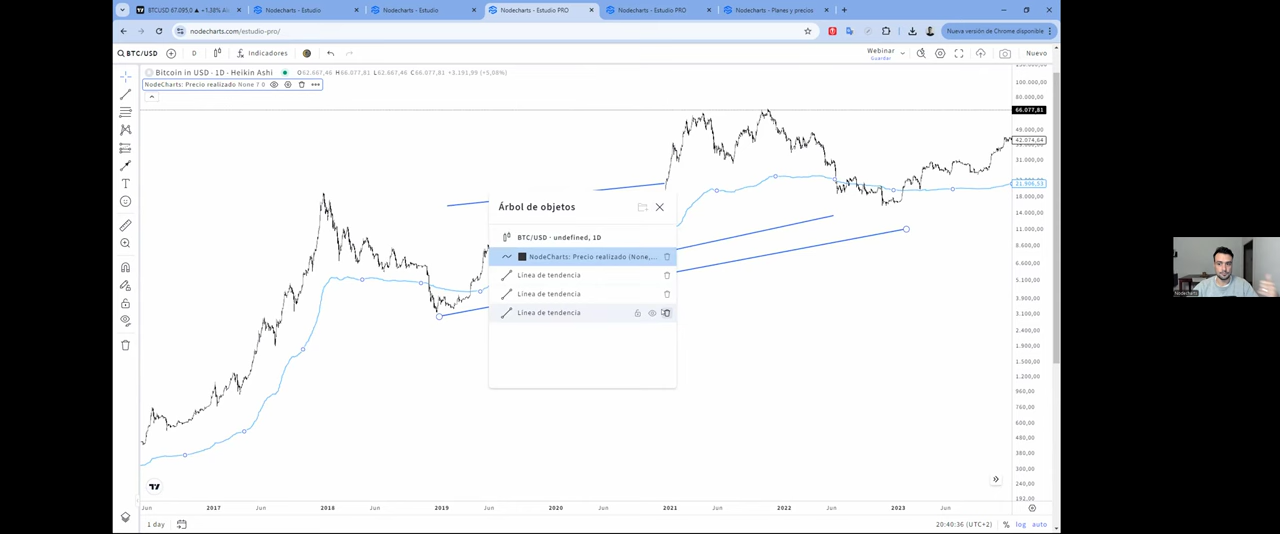 BTCUSD 67.095,0 ▲ +1.38%
Nodecharts - Estudio
Nodecharts - Estudio
Nodecharts - Estudio PRO
Nodecharts - Estudio PRO
Nodecharts - Planes y precios
nodecharts.com/estudio-pro/
Nueva versión de Chrome disponible
BTC/USD
D
Indicadores
Webinar
Guardar
Nuevo
Bitcoin in USD · 1D · Heikin Ashi
O62.667,46 H66.077,81 L62.667,46 C66.077,81 +3.191,99 (+5,08%)
NodeCharts: Precio realizado None 7 0
100.000,00
80.000,00
66.077,81
49.000,00
42.074,64
31.000,00
21.906,53
18.000,00
14.000,00
11.000,00
8.600,00
6.600,00
5.100,00
3.900,00
3.100,00
2.400,00
1.900,00
1.500,00
1.200,00
960,00
760,00
600,00
480,00
380,00
300,00
240,00
192,00
Árbol de objetos
BTC/USD · undefined, 1D
NodeCharts: Precio realizado (None,...
Línea de tendencia
Línea de tendencia
Línea de tendencia
Nodecharts
Jun
2017
Jun
2018
Jun
2019
Jun
2020
Jun
2021
Jun
2022
Jun
2023
Jun
1 day
20:40:36 (UTC+2)
%
log
auto